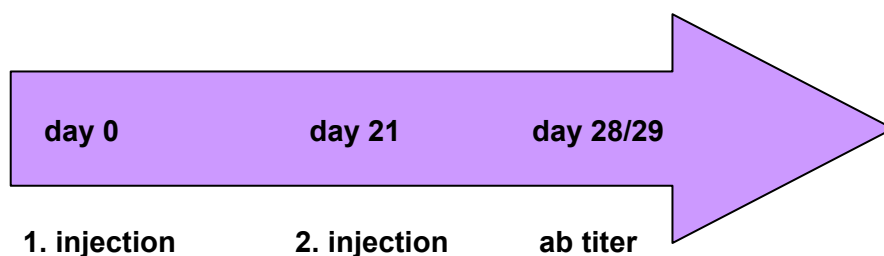 day 0 day 21 day 28/29
1. injection 2. injection ab titer